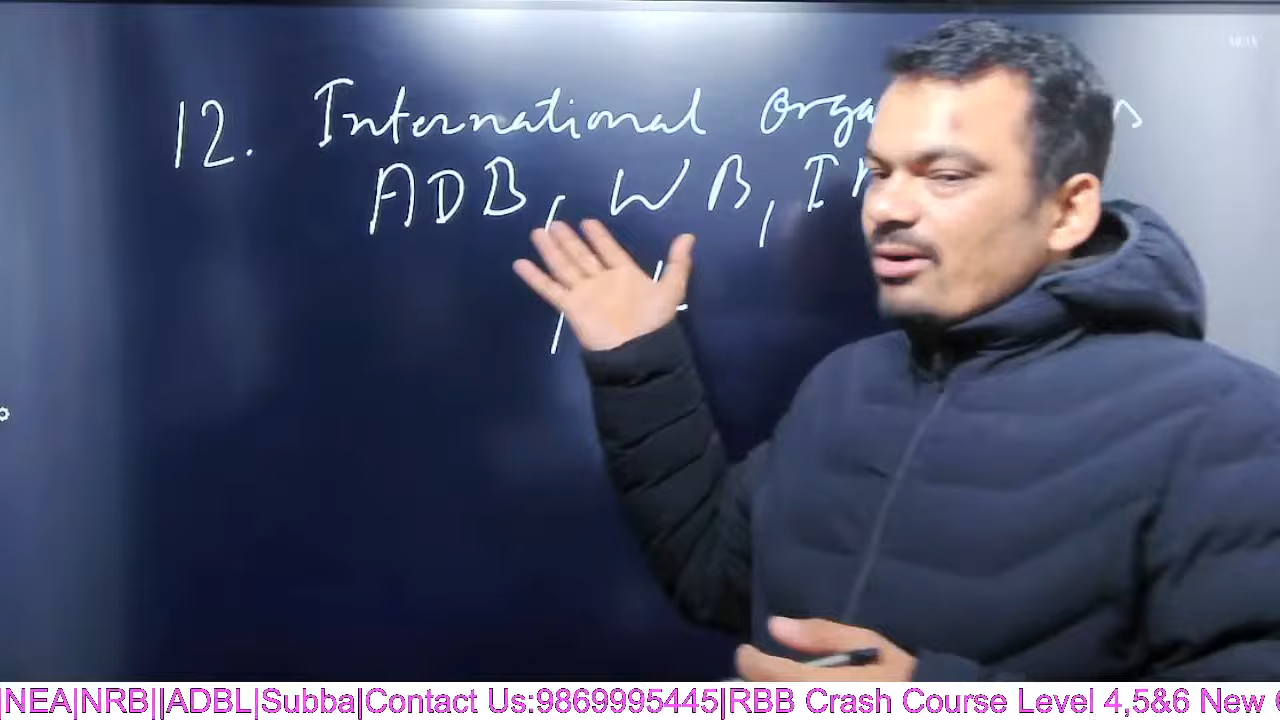 12. International Orga
ADB, WB, I
|NEA|NRB||ADBL|Subba|Contact Us:9869995445|RBB Crash Course Level 4,5&6 New